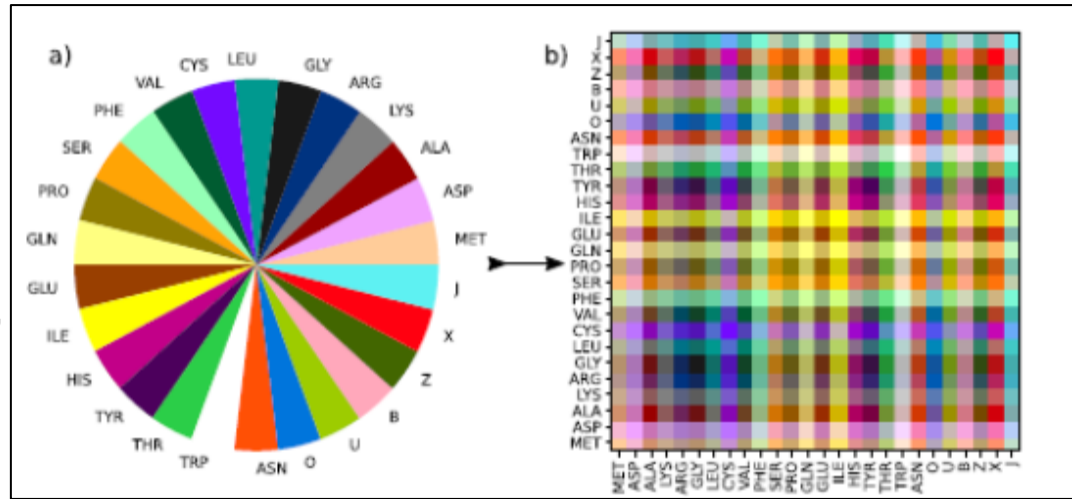 a)
LEU
GLY
CYS
ARG
VAL
LYS
PHE
ALA
SER
ASP
PRO
MET
GLN
J
GLU
X
ILE
Z
HIS
B
TYR
U
THR
O
TRP
ASN
b)
J
X
Z
B
U
O
ASN
TRP
THR
TYR
HIS
ILE
GLU
GLN
PRO
SER
PHE
VAL
CYS
LEU
GLY
ARG
LYS
ALA
ASP
MET
MET ASP ALA LYS ARG GLY LEU CYS VAL PHE SER PRO GLN GLU ILE HIS TYR THR TRP ASN O U B Z X J